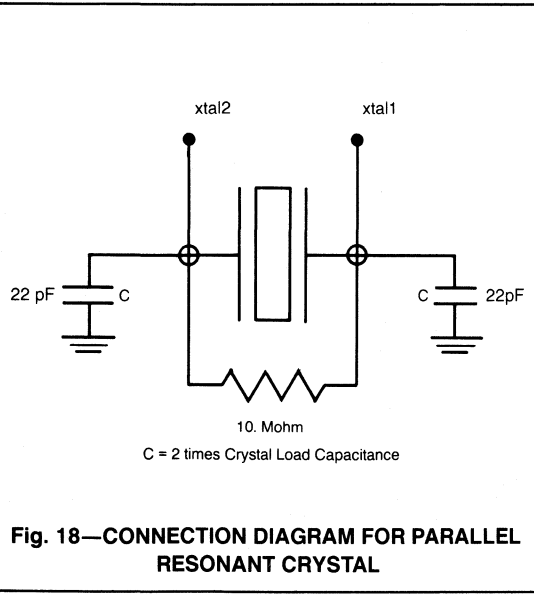 xtal2
xtal1
22 pF
C
C
22pF
10. Mohm
C = 2 times Crystal Load Capacitance
Fig. 18—CONNECTION DIAGRAM FOR PARALLEL
RESONANT CRYSTAL